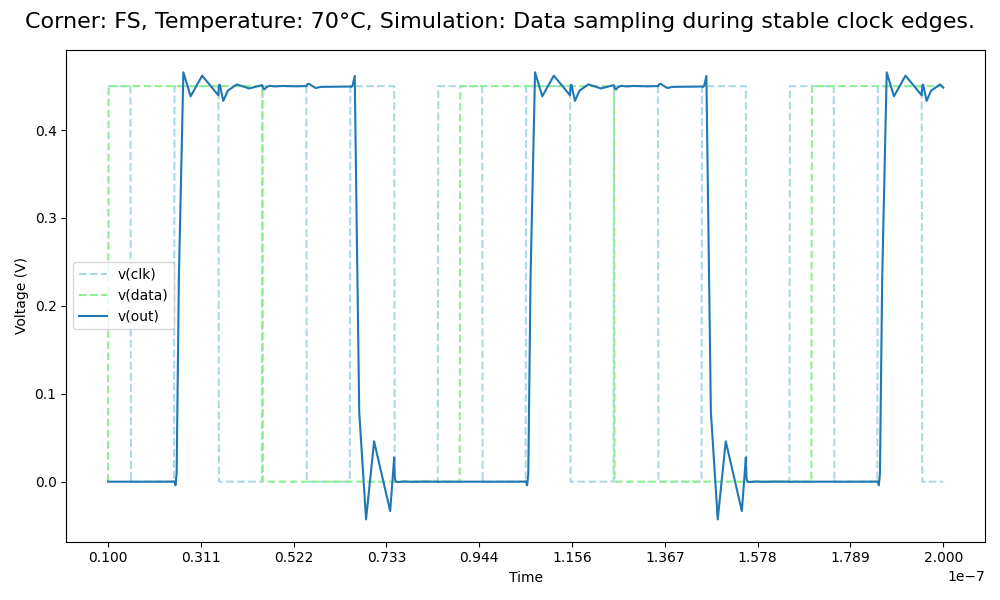 Corner: FS, Temperature: 70°C, Simulation: Data sampling during stable clock edges.
Voltage (V)
0.4
0.3
0.2
0.1
0.0
v(clk)
v(data)
v(out)
0.100 0.311 0.522 0.733 0.944 1.156 1.367 1.578 1.789 2.000
Time
1e−7